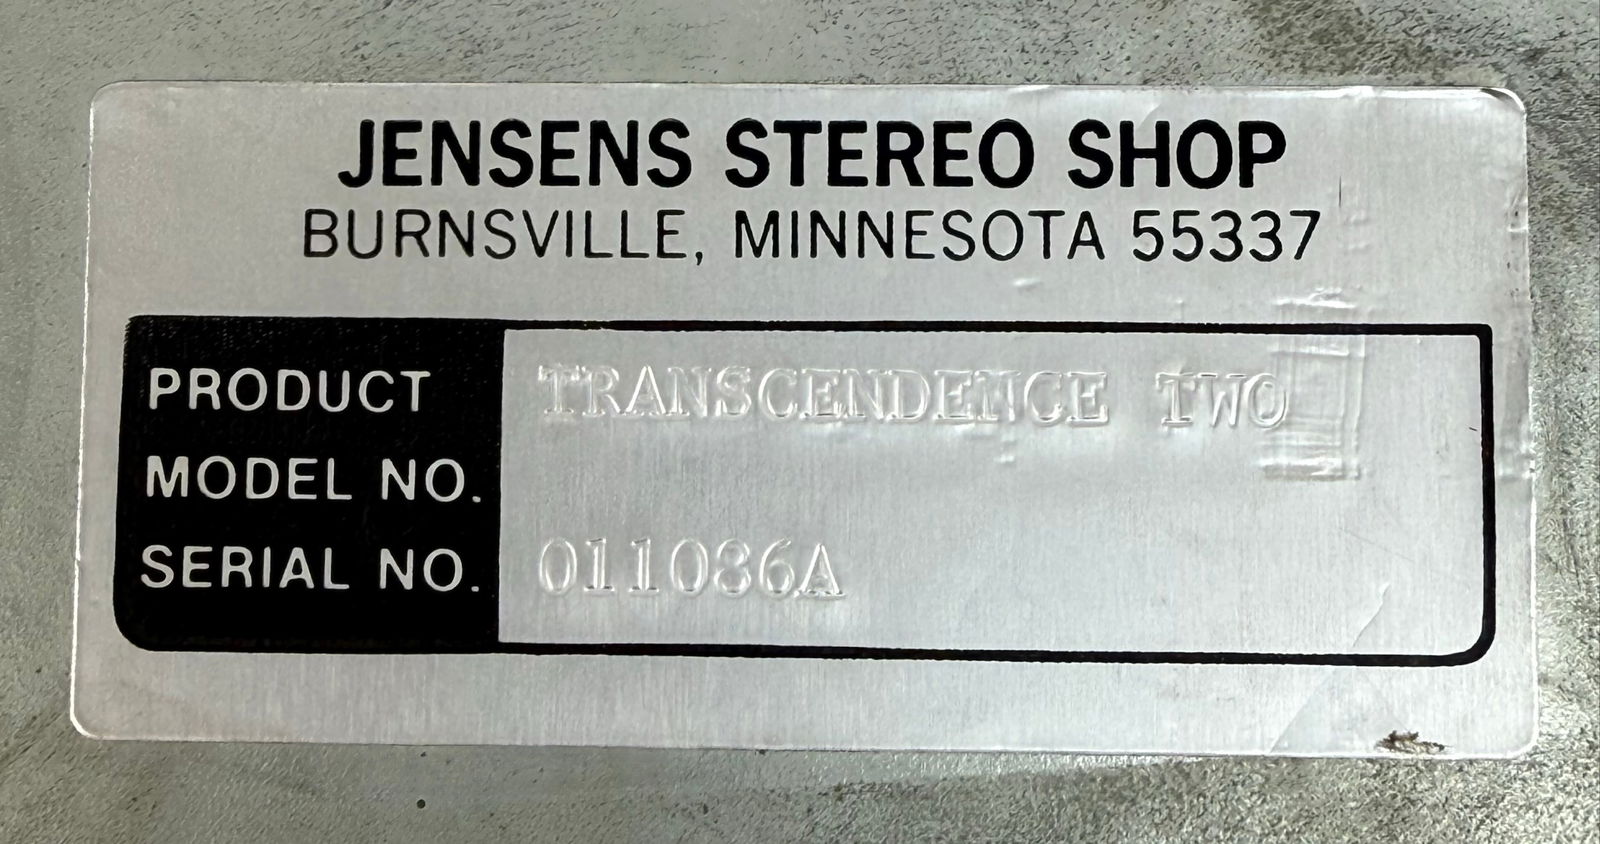 JENSENS STEREO SHOP
BURNSVILLE, MINNESOTA 55337
PRODUCT TRANSCENDENCE TWO
MODEL NO.
SERIAL NO. 011086A